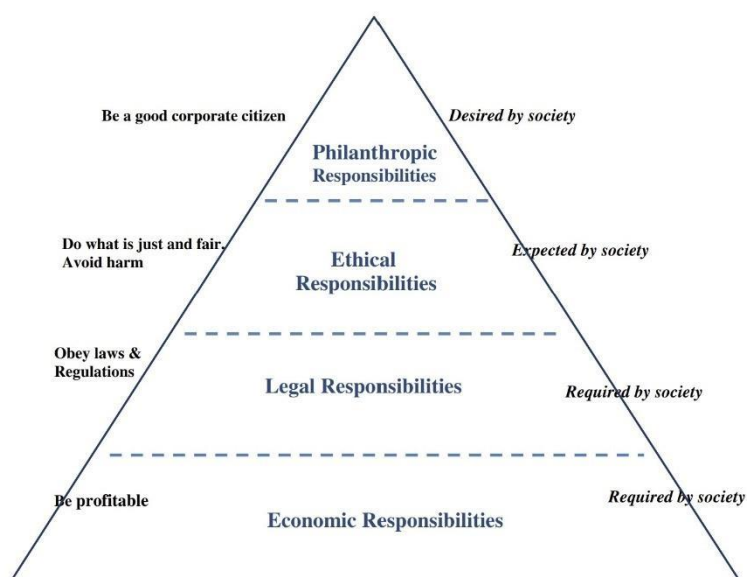 Be a good corporate citizen
Desired by society
Philanthropic
Responsibilities
Do what is just and fair,
Avoid harm
Expected by society
Ethical
Responsibilities
Obey laws &
Regulations
Legal Responsibilities
Required by society
Be profitable
Required by society
Economic Responsibilities